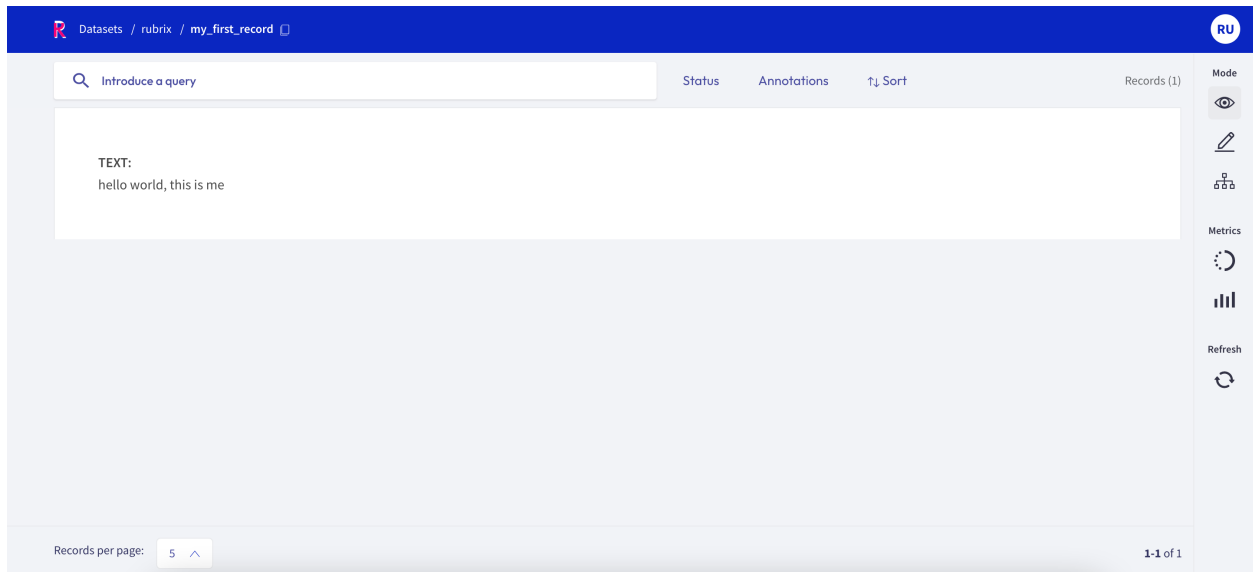 R Datasets / rubrix / my_first_record RU
Introduce a query Status Annotations ↑↓ Sort Records (1) Mode
TEXT:
hello world, this is me
Metrics
Refresh
Records per page: 5 1-1 of 1